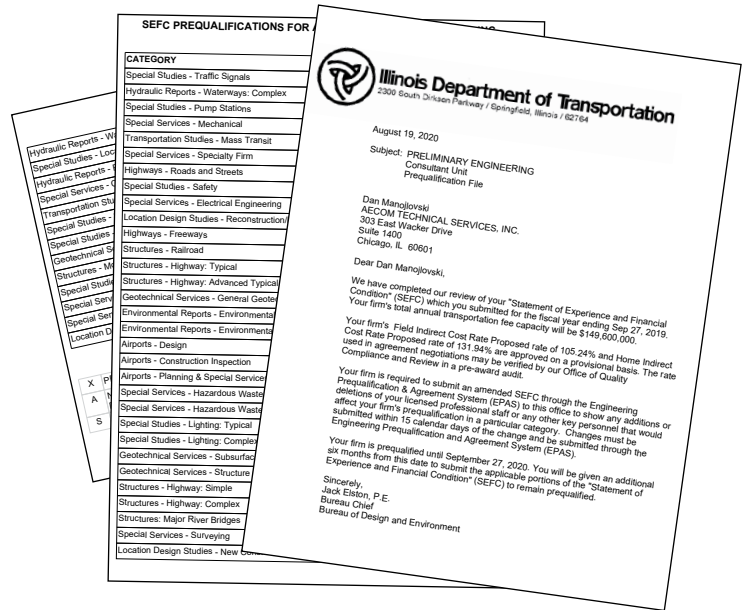 Illinois Department of Transportation
2300 South Dirksen Parkway / Springfield, Illinois / 62764
August 19, 2020
Subject: PRELIMINARY ENGINEERING
Consultant Unit
Prequalification File
Dan Manojlovski
AECOM TECHNICAL SERVICES, INC.
303 East Wacker Drive
Suite 1400
Chicago, IL 60601
Dear Dan Manojlovski,
We have completed our review of your "Statement of Experience and Financial
Condition" (SEFC) which you submitted for the fiscal year ending Sep 27, 2019.
Your firm's total annual transportation fee capacity will be $149,600,000.
Your firm's Field Indirect Cost Rate Proposed rate of 105.24% and Home Indirect
Cost Rate Proposed rate of 131.94% are approved on a provisional basis. The rate
used in agreement negotiations may be verified by our Office of Quality
Compliance and Review in a pre-award audit.
Your firm is required to submit an amended SEFC through the Engineering
Prequalification & Agreement System (EPAS) to this office to show any additions or
deletions of your licensed professional staff or any other key personnel that would
affect your firm's prequalification in a particular category. Changes must be
submitted within 15 calendar days of the change and be submitted through the
Engineering Prequalification and Agreement System (EPAS).
Your firm is prequalified until September 27, 2020. You will be given an additional
six months from this date to submit the applicable portions of the "Statement of
Experience and Financial Condition" (SEFC) to remain prequalified.
Sincerely,
Jack Elston, P.E.
Bureau Chief
Bureau of Design and Environment
SEFC PREQUALIFICATIONS FOR
CATEGORY
Special Studies - Traffic Signals
Hydraulic Reports - Waterways: Complex
Special Studies - Pump Stations
Special Services - Mechanical
Transportation Studies - Mass Transit
Special Services - Specialty Firm
Highways - Roads and Streets
Special Studies - Safety
Special Services - Electrical Engineering
Location Design Studies - Reconstruction/
Highways - Freeways
Structures - Railroad
Structures - Highway: Typical
Structures - Highway: Advanced Typical
Geotechnical Services - General Geote
Environmental Reports - Environmenta
Environmental Reports - Environmenta
Airports - Design
Airports - Construction Inspection
Airports - Planning & Special Service
Special Services - Hazardous Waste
Special Services - Hazardous Waste
Special Studies - Lighting: Typical
Special Studies - Lighting: Complex
Geotechnical Services - Subsurfac
Geotechnical Services - Structure
Structures - Highway: Simple
Structures - Highway: Complex
Structures: Major River Bridges
Special Services - Surveying
Location Design Studies - New
Hydraulic Reports - W
Special Studies - Loc
Hydraulic Reports -
Special Services -
Transportation Stu
Special Studies -
Special Studies -
Geotechnical S
Structures - M
Special Studi
Special Serv
Special Ser
Location D
X P
A
S